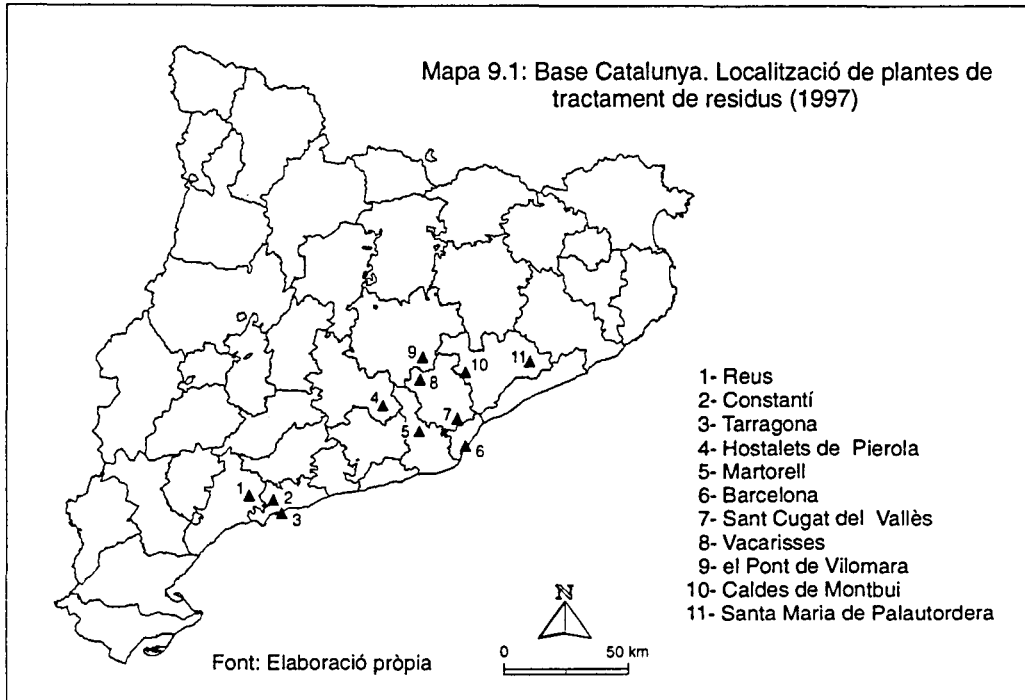 Mapa 9.1: Base Catalunya. Localització de plantes de
tractament de residus (1997)
9
10
11
8
4
7
5
6
1
2
3
1- Reus
2- Constantí
3- Tarragona
4- Hostalets de Pierola
5- Martorell
6- Barcelona
7- Sant Cugat del Vallès
8- Vacarisses
9- el Pont de Vilomara
10- Caldes de Montbui
11- Santa Maria de Palautordera
N
0 50 km
Font: Elaboració pròpia